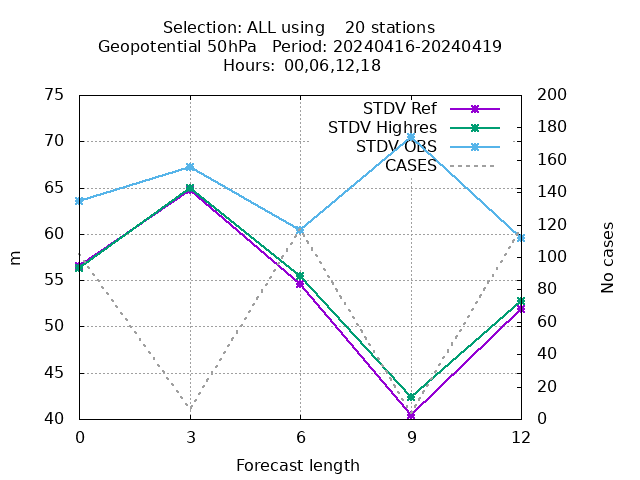 Selection: ALL using    20 stations
Geopotential 50hPa   Period: 20240416-20240419
Hours:  00,06,12,18
STDV Ref
STDV Highres
STDV OBS
CASES
75
70
65
60
55
50
45
40
m
200
180
160
140
120
100
80
60
40
20
0
No cases
0
3
6
9
12
Forecast length